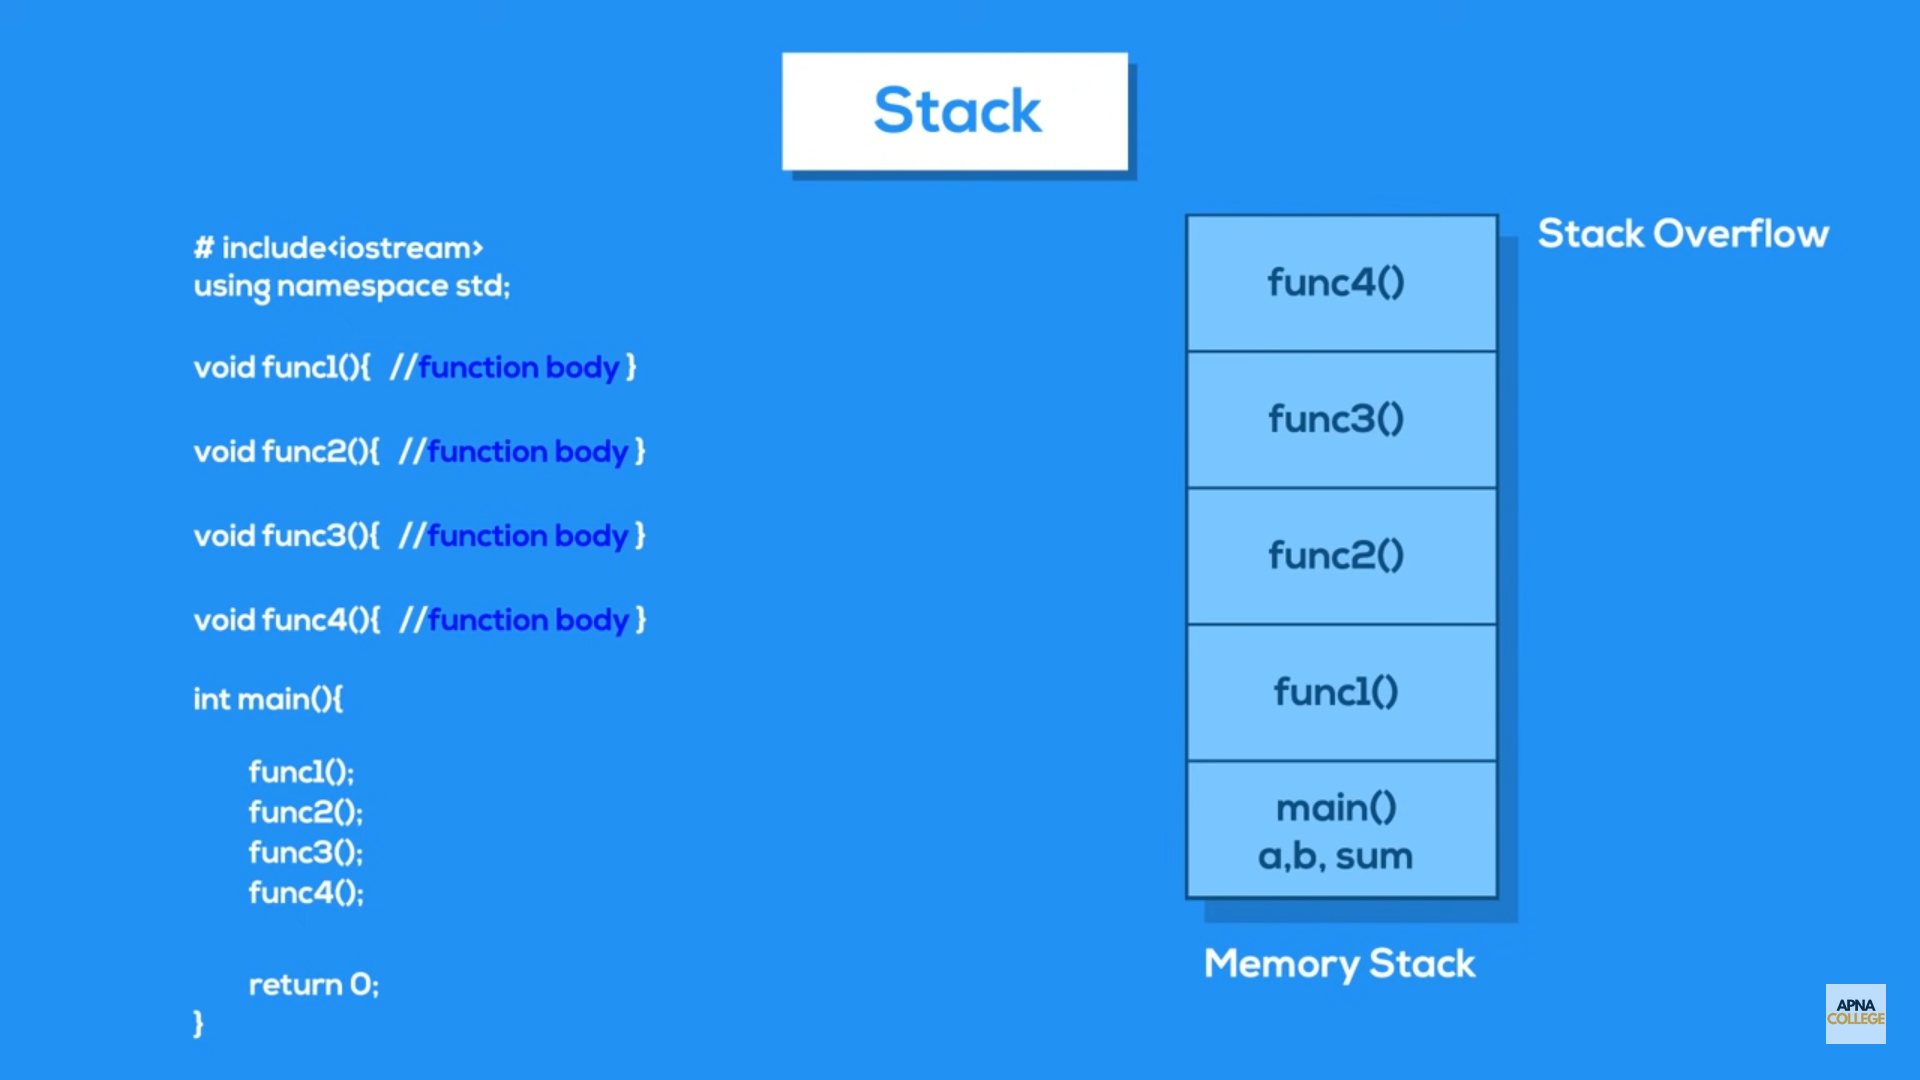 Stack
# include<iostream>
using namespace std;
void func1(){ //function body }
void func2(){ //function body }
void func3(){ //function body }
void func4(){ //function body }
int main(){
func1();
func2();
func3();
func4();
return 0;
}
Stack Overflow
func4()
func3()
func2()
func1()
main()
a,b, sum
Memory Stack
APNA
COLLEGE